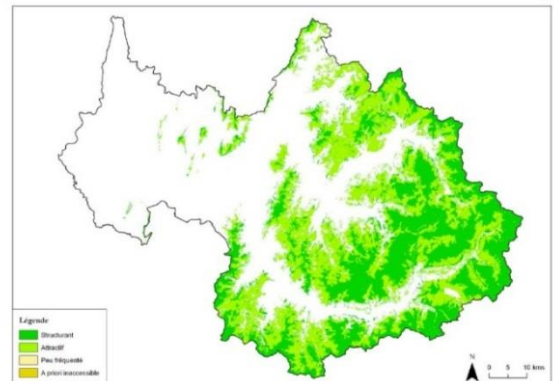 Légende
Structurant
Attractif
Peu fréquenté
A priori inaccessible
N
0 5 10 kms